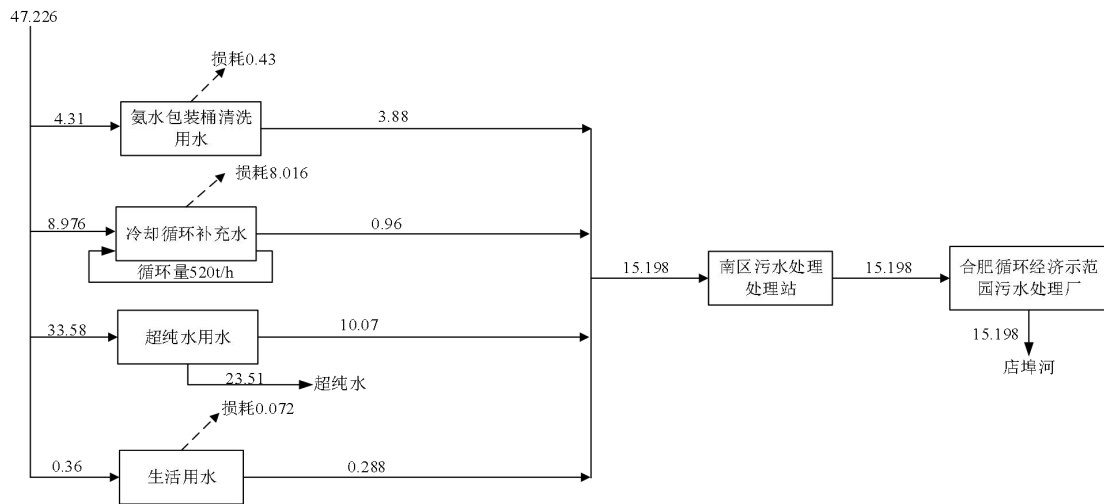 47.226
损耗0.43
4.31
氨水包装桶清洗
用水
3.88
损耗8.016
8.976
冷却循环补充水
0.96
循环量520t/h
15.198
南区污水处理
处理站
15.198
合肥循环经济示范
园污水处理厂
33.58
超纯水用水
10.07
15.198
23.51
超纯水
店埠河
损耗0.072
0.36
生活用水
0.288